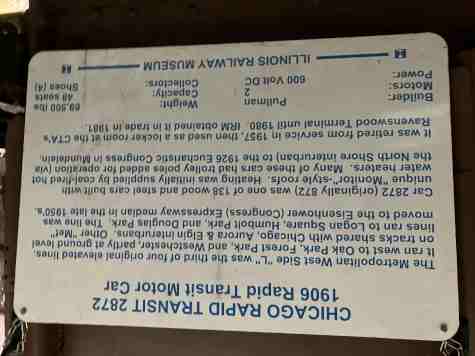 CHICAGO RAPID TRANSIT 2872
1906 Rapid Transit Motor Car
The Metropolitan West Side "L" was the third of four original elevated lines.
It ran west to Oak Park, Forest Park, and Westchester, partly at ground level
on tracks shared with Chicago, Aurora & Elgin interurbans. Other "Met"
lines ran to Logan Square, Humbolt Park, and Douglas Park. The line was
moved to the Eisenhower (Congress) Expressway median in the late 1950's.
Car 2872 (originally 872) was one of 138 wood and steel cars built with
unique "Monitor"-style roofs. Heating was initially supplied by coal-fired hot
water heaters. Many of these cars had trolley poles added for operation (via
the North Shore interurban) to the 1926 Eucharistic Congress in Mundelein.
It was retired from service in 1957, then used as a locker room at the CTA's
Ravenswood Terminal until 1980. IRM obtained it in trade in 1981.
Builder: Pullman Weight: 69,500 lbs
Motors: 2 Capacity: 48 seats
Power: 600 Volt DC Collectors: Shoes (4)
ILLINOIS RAILWAY MUSEUM